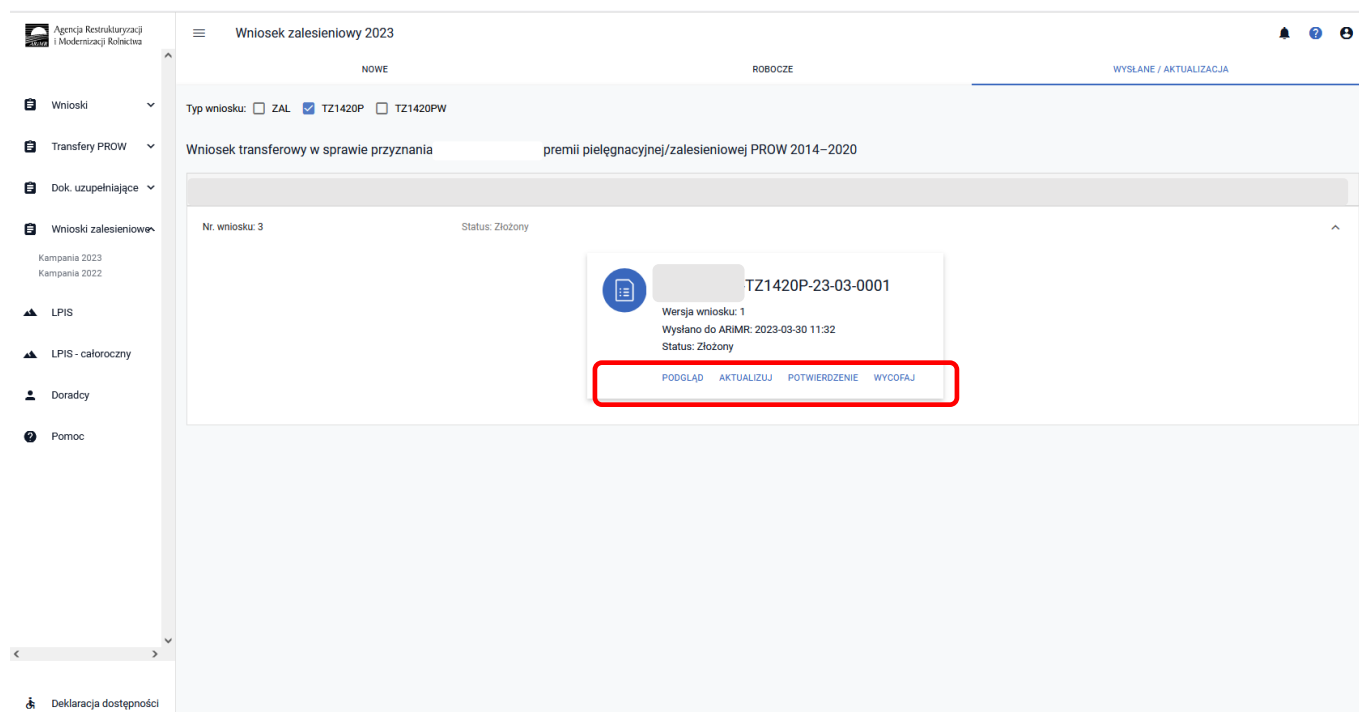 Agencja Restrukturyzacji
i Modernizacji Rolnictwa
ARiMR
Wniosek zalesieniowy 2023
NOWE
ROBOCZE
WYSŁANE / AKTUALIZACJA
Wnioski
Transfery PROW
Dok. uzupełniające
Wnioski zalesieniowe
Kampania 2023
Kampania 2022
LPIS
LPIS - całoroczny
Doradcy
Pomoc
Deklaracja dostępności
Typ wniosku: ZAL TZ1420P TZ1420PW
Wniosek transferowy w sprawie przyznania premii pielęgnacyjnej/zalesieniowej PROW 2014–2020
Nr. wniosku: 3 Status: Złożony
-TZ1420P-23-03-0001
Wersja wniosku: 1
Wysłano do ARiMR: 2023-03-30 11:32
Status: Złożony
PODGLĄD AKTUALIZUJ POTWIERDZENIE WYCOFAJ